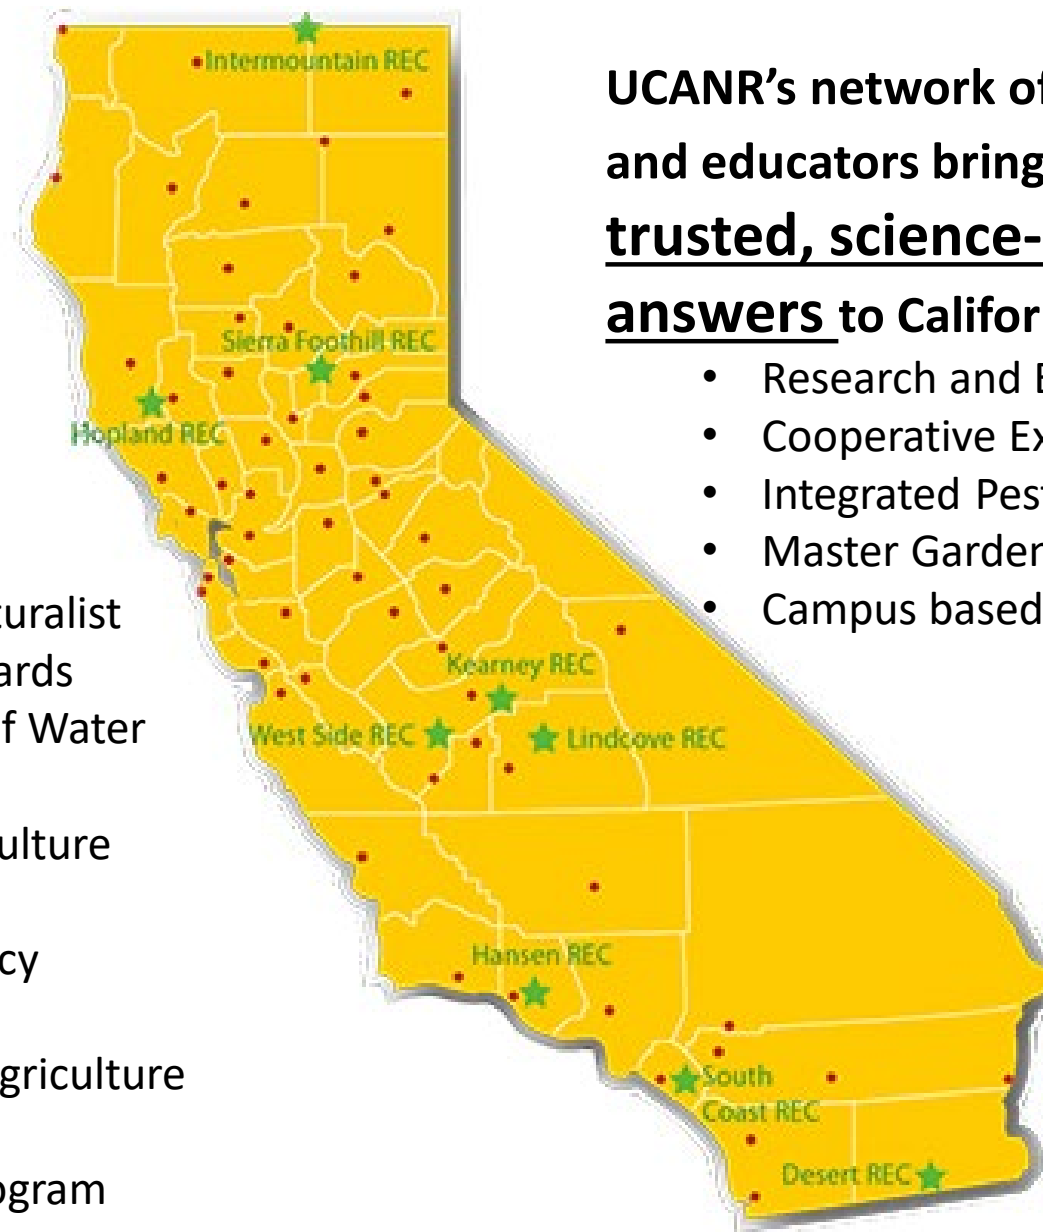 UCANR's network of
and educators bring
trusted, science-
answers to Califor
• Research and E
• Cooperative Ex
• Integrated Pest
• Master Garden
• Campus based
Intermountain REC
Sierra Foothill REC
Hopland REC
Kearney REC
West Side REC
Lindcove REC
Hansen REC
South
Coast REC
Desert REC
turalist
ards
f Water
ulture
cy
griculture
ogram